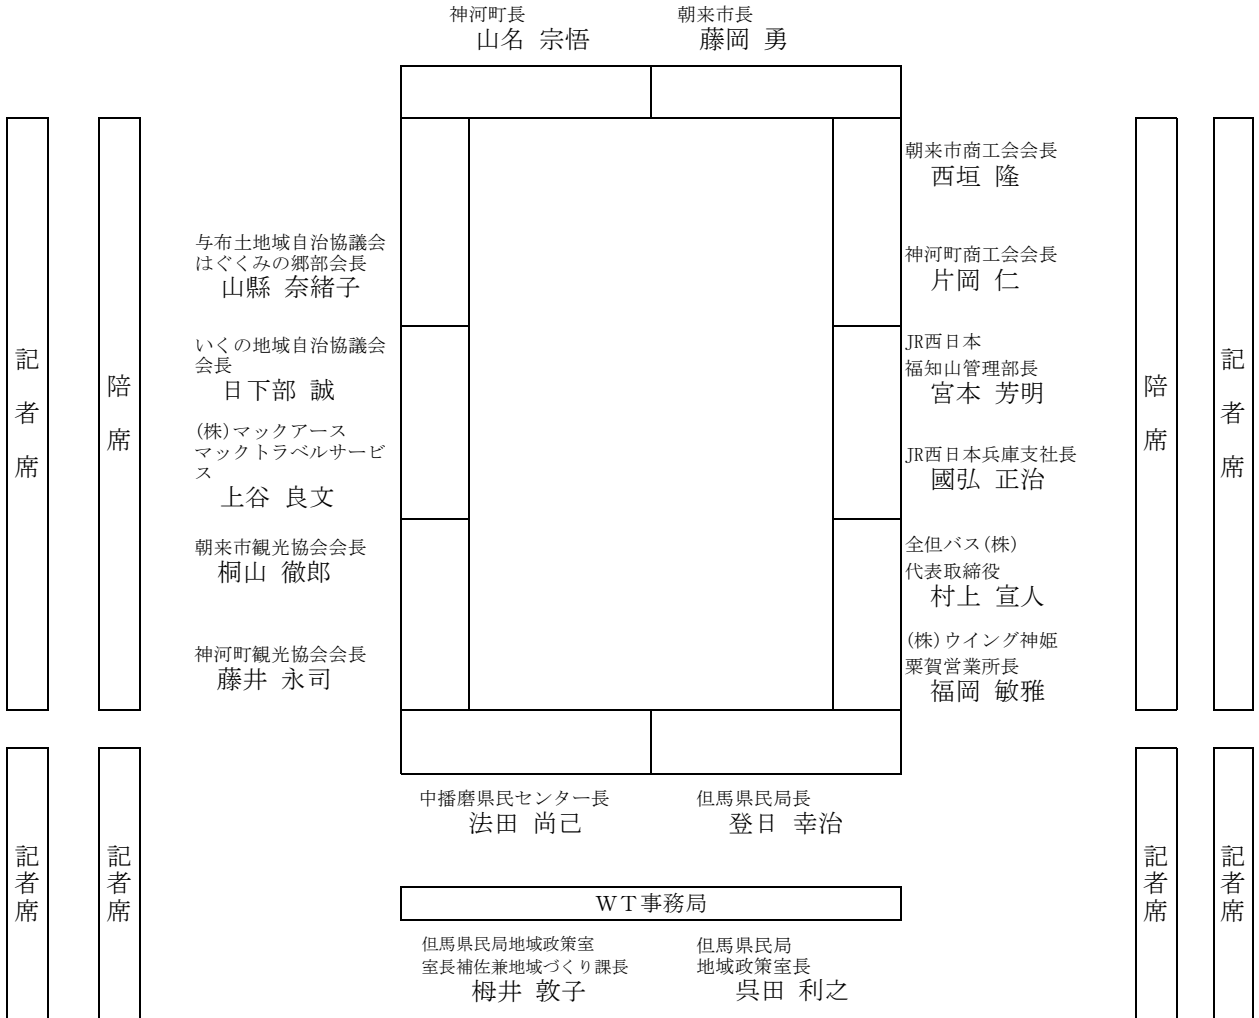 神河町長
山名 宗悟
朝来市長
藤岡 勇
朝来市商工会会長
西垣 隆
神河町商工会会長
片岡 仁
JR西日本
福知山管理部長
宮本 芳明
JR西日本兵庫支社長
國弘 正治
全但バス(株)
代表取締役
村上 宣人
(株)ウイング神姫
粟賀営業所長
福岡 敏雅
与布土地域自治協議会
はぐくみの郷部会長
山縣 奈緒子
いくの地域自治協議会
会長
日下部 誠
(株)マックアース
マックトラベルサービ
ス
上谷 良文
朝来市観光協会会長
桐山 徹郎
神河町観光協会会長
藤井 永司
記者席
陪席
陪席
記者席
中播磨県民センター長
法田 尚己
但馬県民局長
登日 幸治
記者席
記者席
記者席
記者席
WT事務局
但馬県民局地域政策室
室長補佐兼地域づくり課長
栂井 敦子
但馬県民局
地域政策室長
呉田 利之